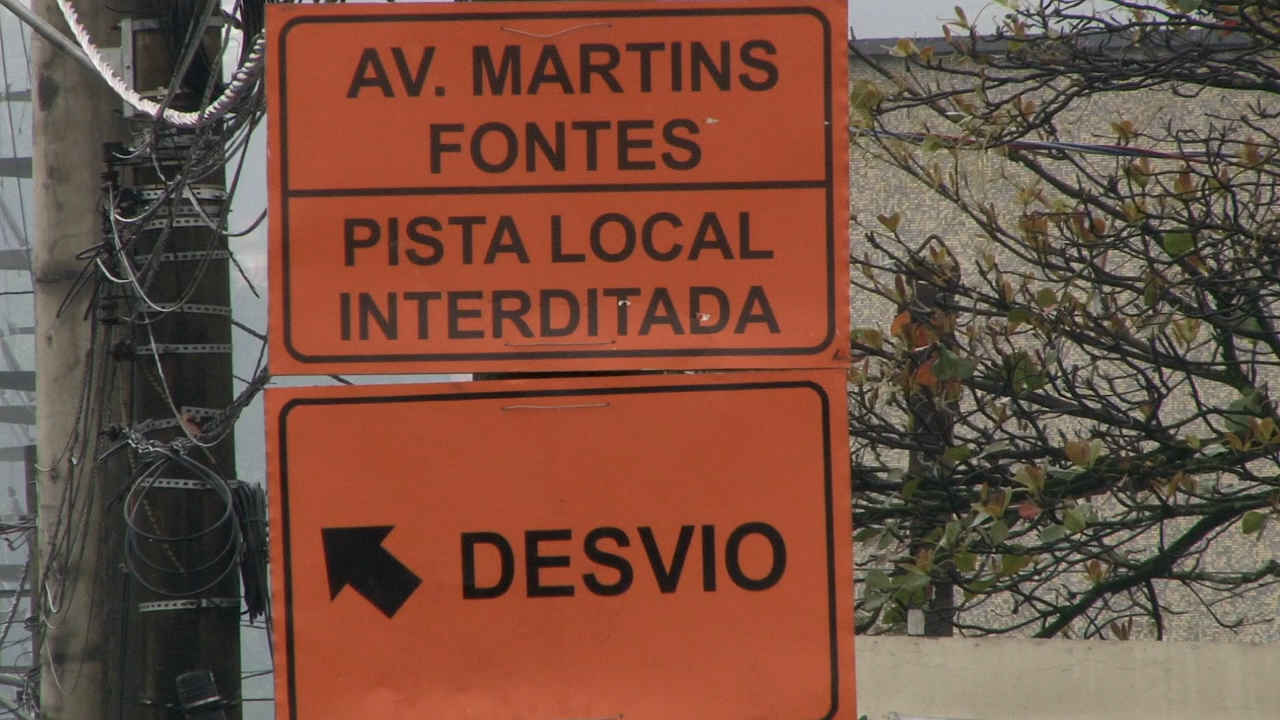 AV. MARTINS
FONTES
PISTA LOCAL
INTERDITADA
DESVIO